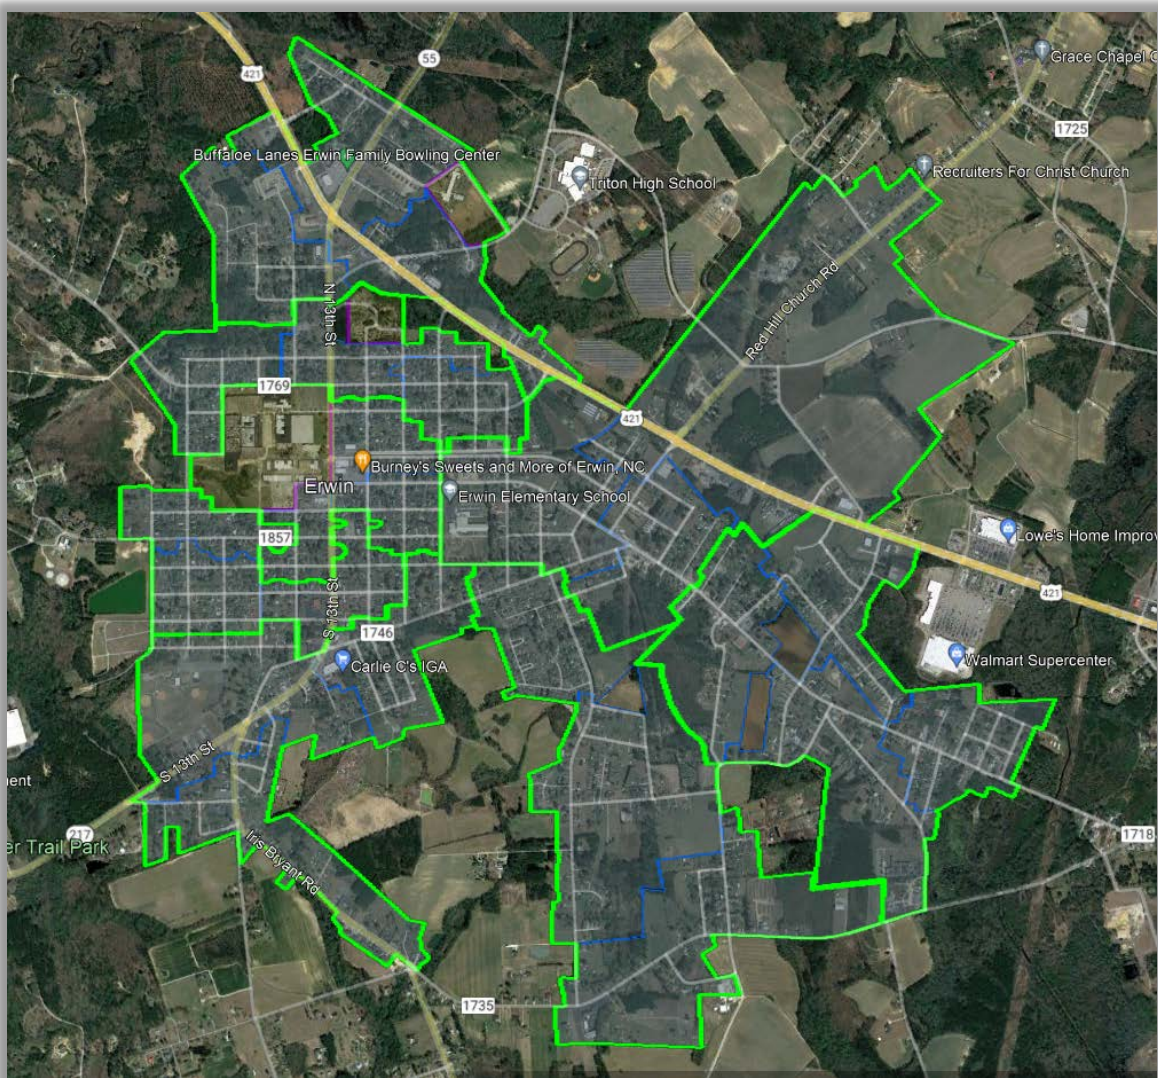 Grace Chapel C
55
421
1725
Buffaloe Lanes Erwin Family Bowling Center
Triton High School
Recruiters For Christ Church
N 13th St
Red Hill Church Rd
1769
421
Burney's Sweets and More of Erwin, NC
Erwin
Erwin Elementary School
1857
Lowe's Home Improv
421
S 13th St
1746
Carlie C's IGA
Walmart Supercenter
S 13th St
ment
217
er Trail Park
Iris Bryant Rd
1718
1735